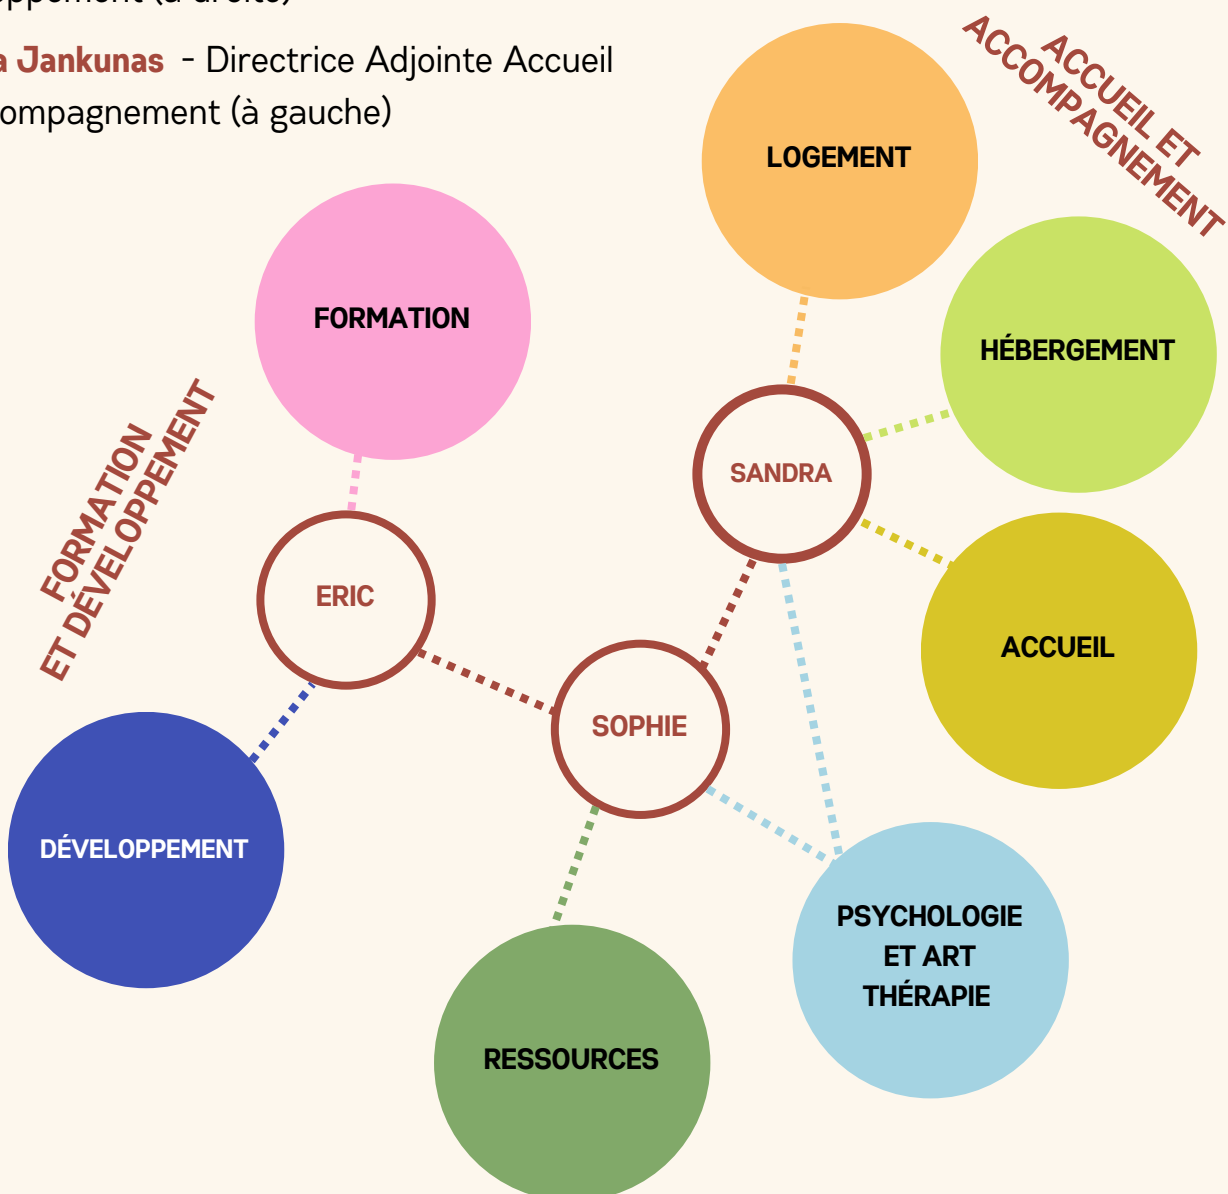 Jankunas - Directrice Adjointe Accueil
(à gauche)
ACCUEIL ET
ACCOMPAGNEMENT
LOGEMENT
FORMATION
HÉBERGEMENT
FORMATION
ET DÉVELOPPEMENT
SANDRA
ERIC
ACCUEIL
SOPHIE
DÉVELOPPEMENT
PSYCHOLOGIE
ET ART
THÉRAPIE
RESSOURCES